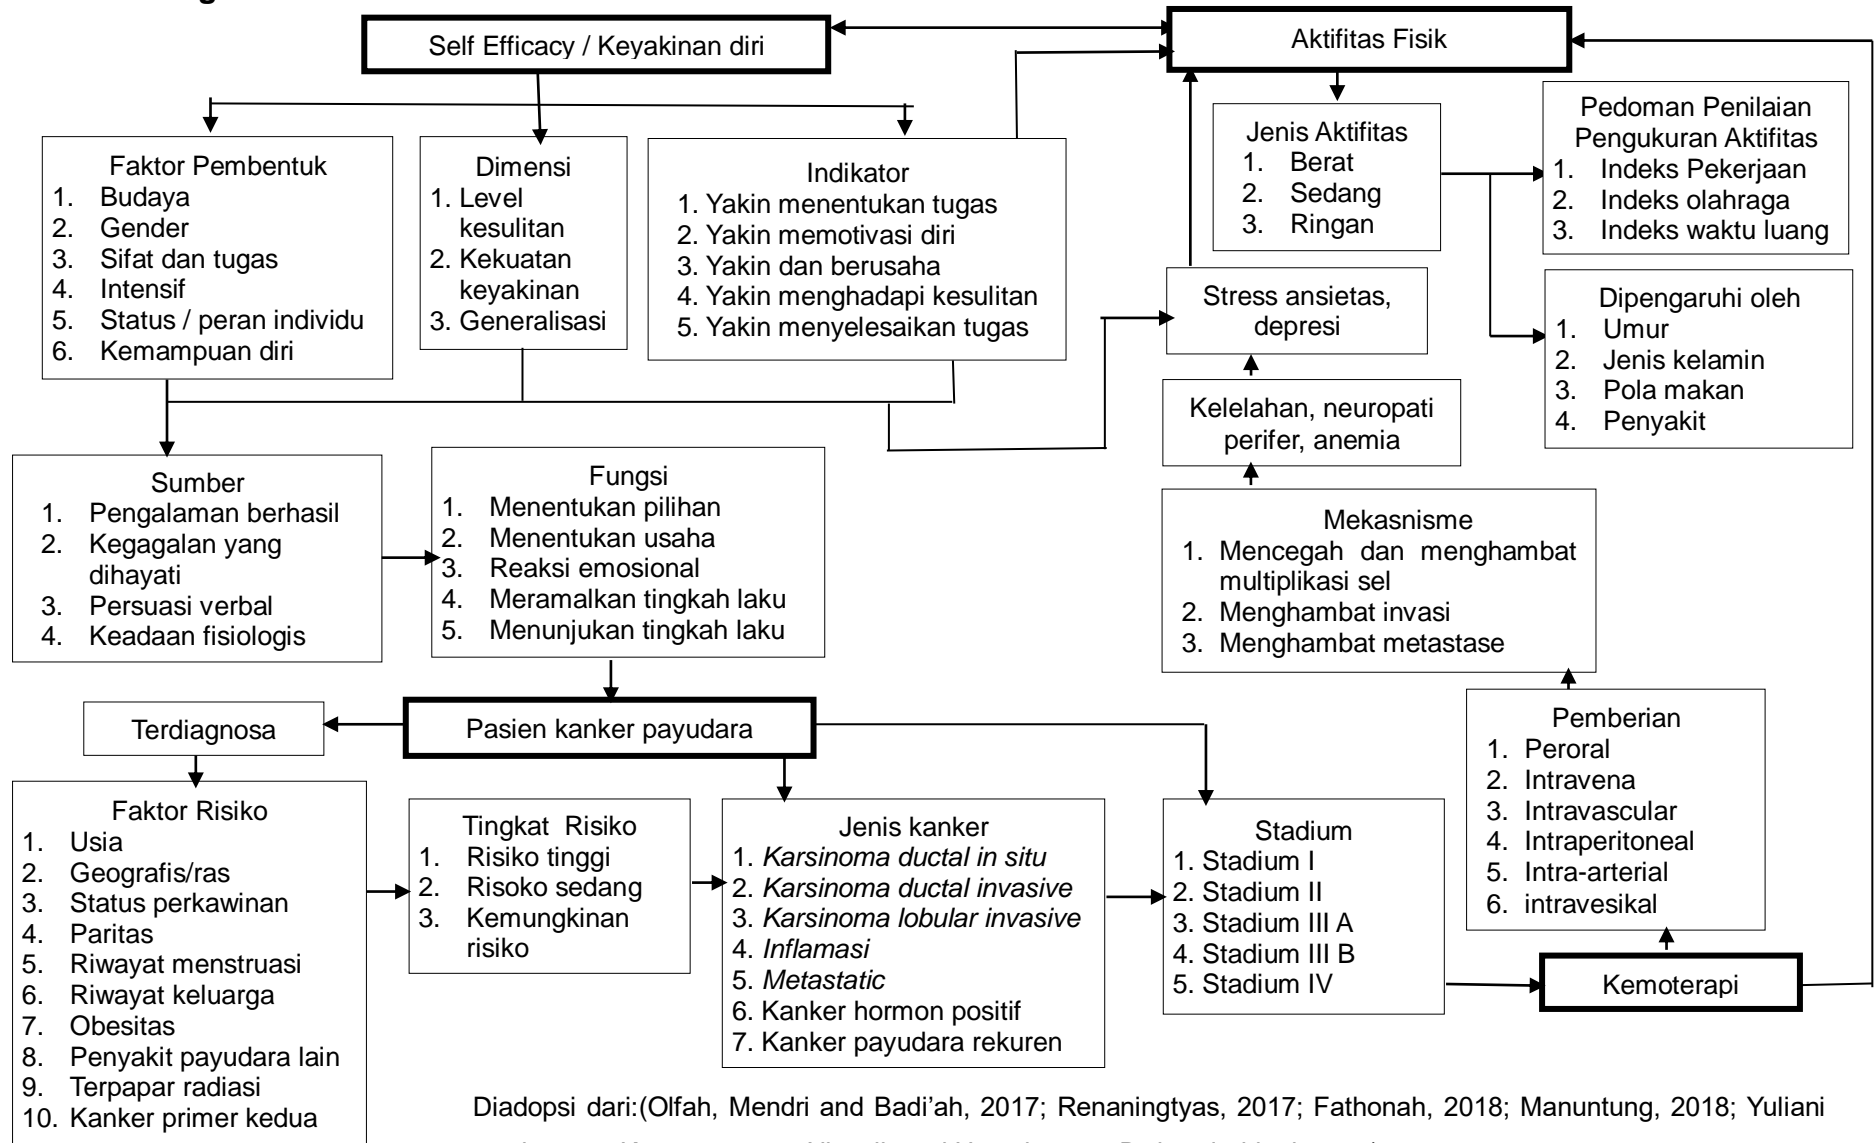 Self Efficacy / Keyakinan diri
Aktifitas Fisik
Faktor Pembentuk
1. Budaya
2. Gender
3. Sifat dan tugas
4. Intensif
5. Status / peran individu
6. Kemampuan diri
Dimensi
1. Level
kesulitan
2. Kekuatan
keyakinan
3. Generalisasi
Indikator
1. Yakin menentukan tugas
2. Yakin memotivasi diri
3. Yakin dan berusaha
4. Yakin menghadapi kesulitan
5. Yakin menyelesaikan tugas
Jenis Aktifitas
1. Berat
2. Sedang
3. Ringan
Pedoman Penilaian
Pengukuran Aktifitas
1. Indeks Pekerjaan
2. Indeks olahraga
3. Indeks waktu luang
Stress ansietas,
depresi
Dipengaruhi oleh
1. Umur
2. Jenis kelamin
3. Pola makan
4. Penyakit
Kelelahan, neuropati
perifer, anemia
Sumber
1. Pengalaman berhasil
2. Kegagalan yang
dihayati
3. Persuasi verbal
4. Keadaan fisiologis
Fungsi
1. Menentukan pilihan
2. Menentukan usaha
3. Reaksi emosional
4. Meramalkan tingkah laku
5. Menunjukan tingkah laku
Mekasnisme
1. Mencegah dan menghambat
multiplikasi sel
2. Menghambat invasi
3. Menghambat metastase
Terdiagnosa
Pasien kanker payudara
Pemberian
1. Peroral
2. Intravena
3. Intravascular
4. Intraperitoneal
5. Intra-arterial
6. intravesikal
Faktor Risiko
1. Usia
2. Geografis/ras
3. Status perkawinan
4. Paritas
5. Riwayat menstruasi
6. Riwayat keluarga
7. Obesitas
8. Penyakit payudara lain
9. Terpapar radiasi
10. Kanker primer kedua
Tingkat Risiko
1. Risiko tinggi
2. Risoko sedang
3. Kemungkinan
risiko
Jenis kanker
1. Karsinoma ductal in situ
2. Karsinoma ductal invasive
3. Karsinoma lobular invasive
4. Inflamasi
5. Metastatic
6. Kanker hormon positif
7. Kanker payudara rekuren
Stadium
1. Stadium I
2. Stadium II
3. Stadium III A
4. Stadium III B
5. Stadium IV
Kemoterapi
Diadopsi dari:(Olfah, Mendri and Badi’ah, 2017; Renaningtyas, 2017; Fathonah, 2018; Manuntung, 2018; Yuliani